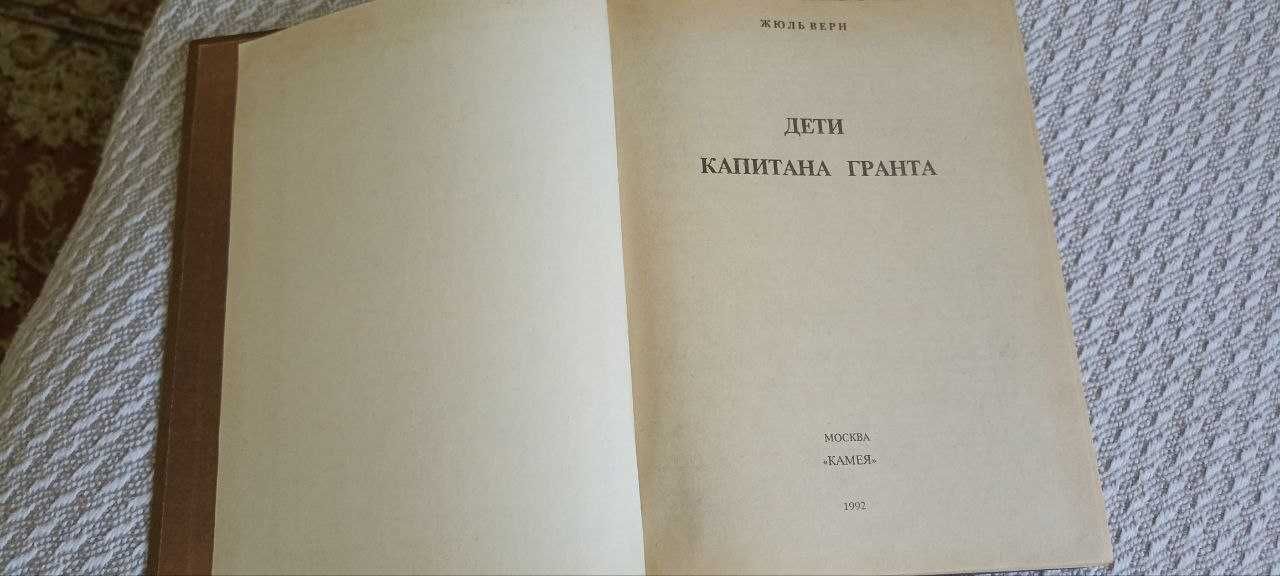 ЖЮЛЬ ВЕРН
ДЕТИ
КАПИТАНА ГРАНТА
МОСКВА
«КАМЕЯ»
1992